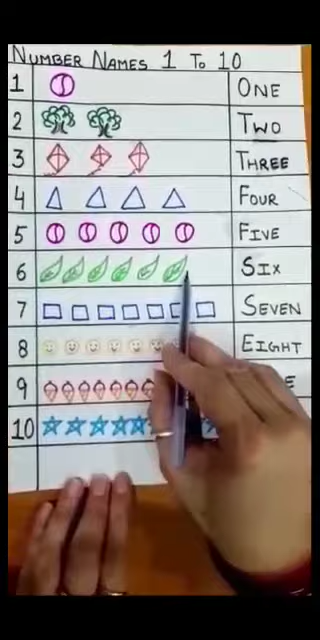 NUMBER NAMES 1 TO 10
1 ONE
2 TWO
3 THREE
4 FOUR
5 FIVE
6 SIX
7 SEVEN
8 EIGHT
9
10